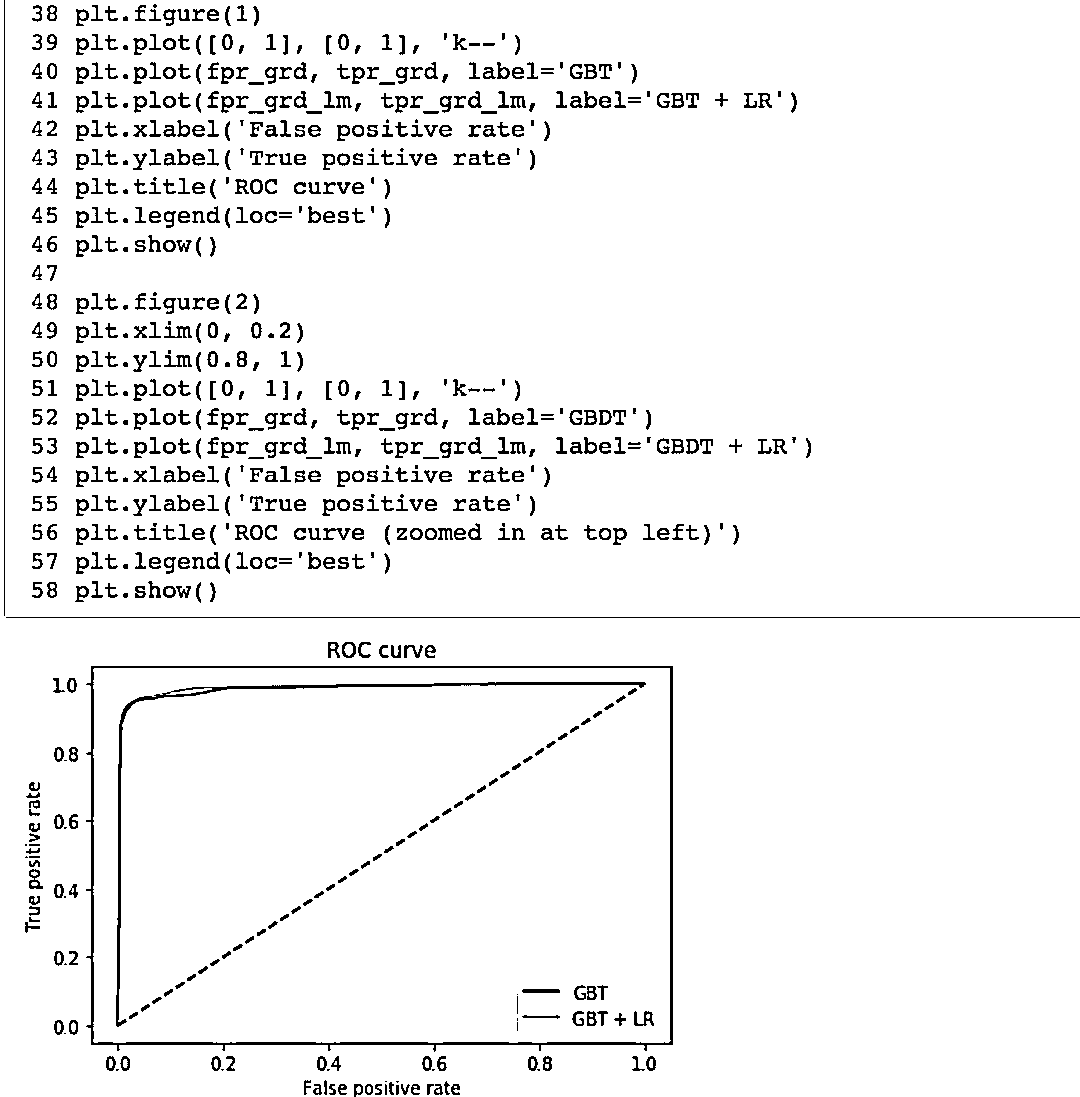 38 plt.figure(1)
39 plt.plot([0, 1], [0, 1], 'k--')
40 plt.plot(fpr_grd, tpr_grd, label='GBT')
41 plt.plot(fpr_grd_lm, tpr_grd_lm, label='GBT + LR')
42 plt.xlabel('False positive rate')
43 plt.ylabel('True positive rate')
44 plt.title('ROC curve')
45 plt.legend(loc='best')
46 plt.show()
47
48 plt.figure(2)
49 plt.xlim(0, 0.2)
50 plt.ylim(0.8, 1)
51 plt.plot([0, 1], [0, 1], 'k--')
52 plt.plot(fpr_grd, tpr_grd, label='GBDT')
53 plt.plot(fpr_grd_lm, tpr_grd_lm, label='GBDT + LR')
54 plt.xlabel('False positive rate')
55 plt.ylabel('True positive rate')
56 plt.title('ROC curve (zoomed in at top left)')
57 plt.legend(loc='best')
58 plt.show()
ROC curve
True positive rate
1.0
0.8
0.6
0.4
0.2
0.0
GBT
GBT + LR
0.0 0.2 0.4 0.6 0.8 1.0
False positive rate